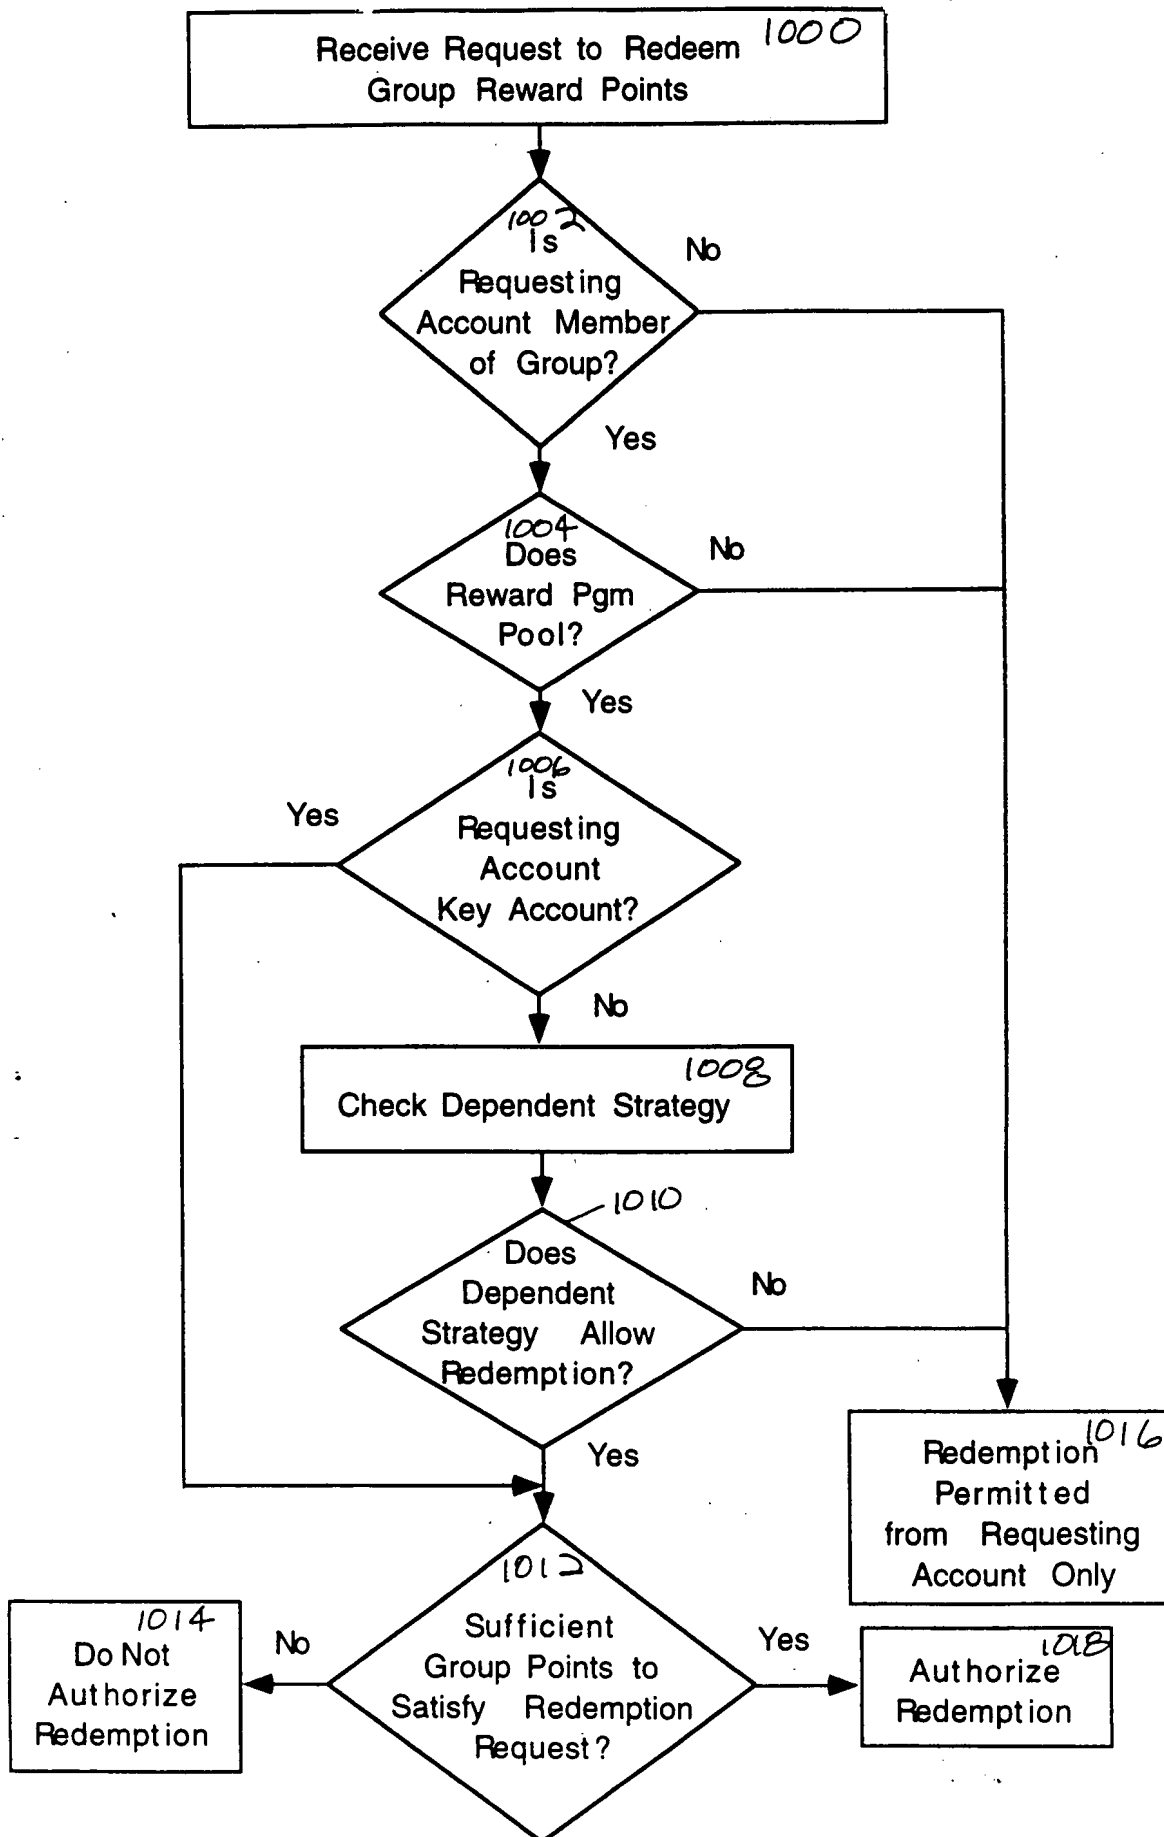 1000
Receive Request to Redeem
Group Reward Points
1002
Is
Requesting
Account Member
of Group?
No
Yes
1004
Does
Reward Pgm
Pool?
No
Yes
1006
Is
Requesting
Account
Key Account?
Yes
No
1008
Check Dependent Strategy
1010
Does
Dependent
Strategy Allow
Redemption?
No
Yes
1016
Redemption
Permitted
from Requesting
Account Only
1012
Sufficient
Group Points to
Satisfy Redemption
Request?
No
Yes
1014
Do Not
Authorize
Redemption
1018
Authorize
Redemption